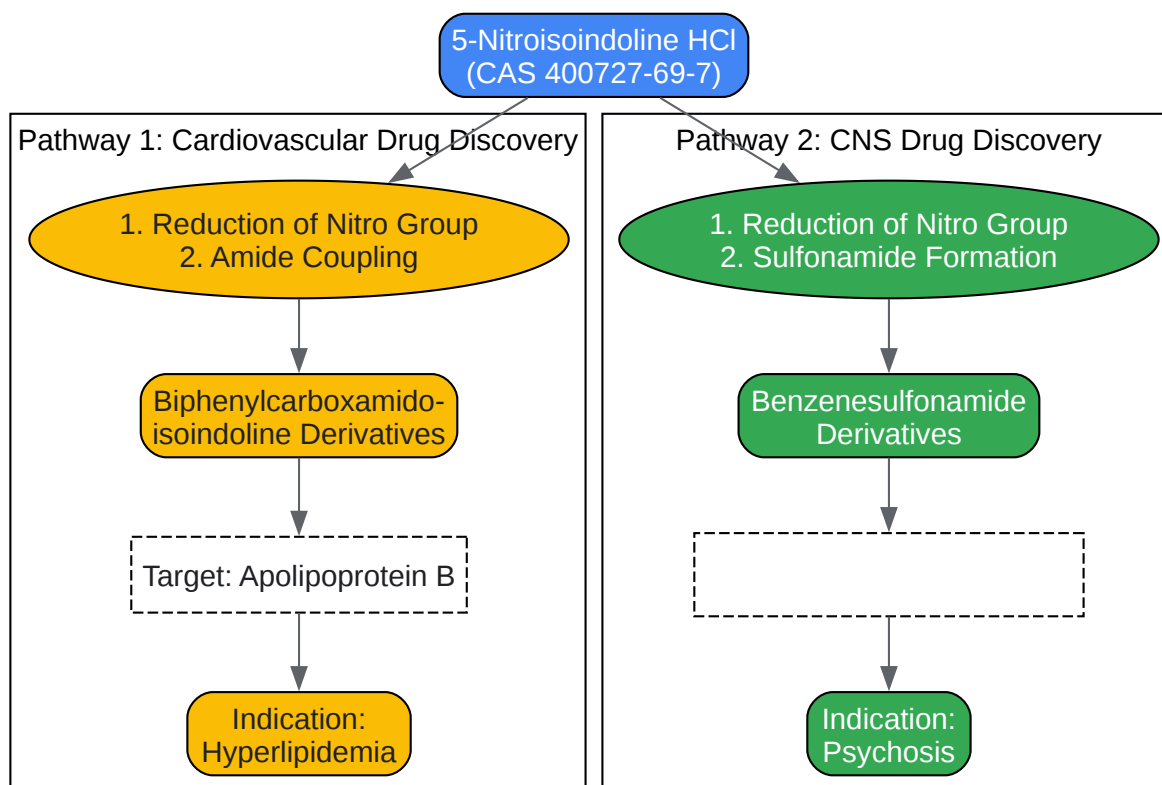 5-Nitroisoindoline HCl
(CAS 400727-69-7)
Pathway 1: Cardiovascular Drug Discovery
1. Reduction of Nitro Group
2. Amide Coupling
Biphenylcarboxamido-
isoindoline Derivatives
Target: Apolipoprotein B
Indication:
Hyperlipidemia
Pathway 2: CNS Drug Discovery
1. Reduction of Nitro Group
2. Sulfonamide Formation
Benzenesulfonamide
Derivatives
Indication:
Psychosis